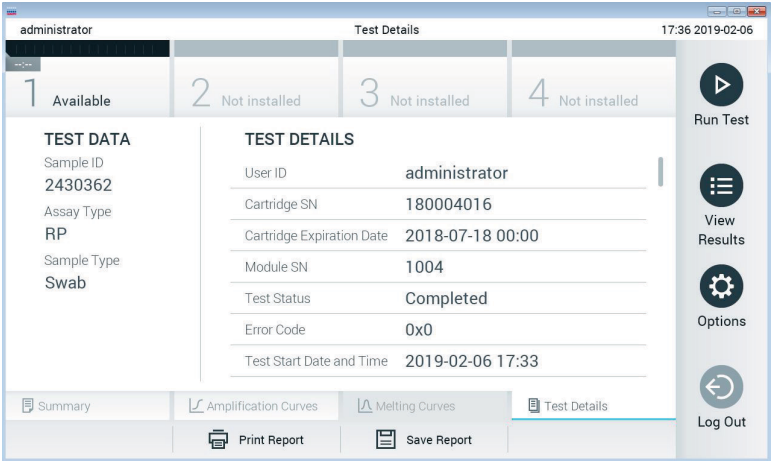 administrator Test Details 17:36 2019-02-06
--:--
1 Available
2 Not installed
3 Not installed
4 Not installed
TEST DATA
Sample ID
2430362
Assay Type
RP
Sample Type
Swab
TEST DETAILS
User ID administrator
Cartridge SN 180004016
Cartridge Expiration Date 2018-07-18 00:00
Module SN 1004
Test Status Completed
Error Code 0x0
Test Start Date and Time 2019-02-06 17:33
Run Test
View
Results
Options
Log Out
Summary
Amplification Curves
Melting Curves
Test Details
Print Report
Save Report